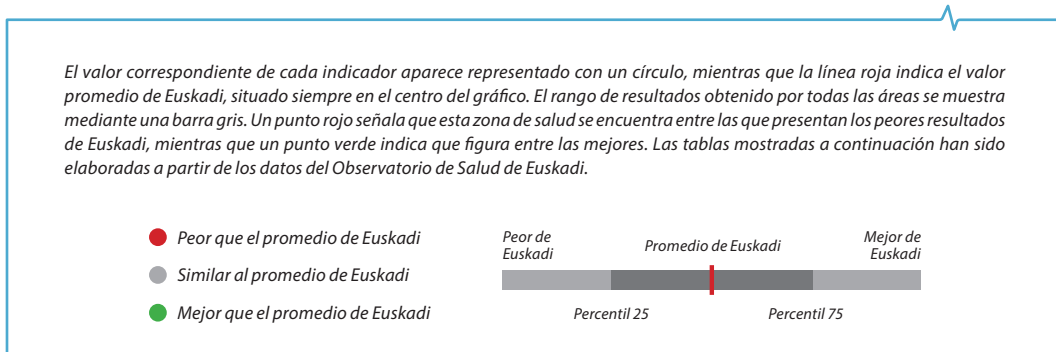 El valor correspondiente de cada indicador aparece representado con un círculo, mientras que la línea roja indica el valor
promedio de Euskadi, situado siempre en el centro del gráfico. El rango de resultados obtenido por todas las áreas se muestra
mediante una barra gris. Un punto rojo señala que esta zona de salud se encuentra entre las que presentan los peores resultados
de Euskadi, mientras que un punto verde indica que figura entre las mejores. Las tablas mostradas a continuación han sido
elaboradas a partir de los datos del Observatorio de Salud de Euskadi.
Peor que el promedio de Euskadi
Similar al promedio de Euskadi
Mejor que el promedio de Euskadi
Peor de
Euskadi
Promedio de Euskadi
Mejor de
Euskadi
Percentil 25
Percentil 75